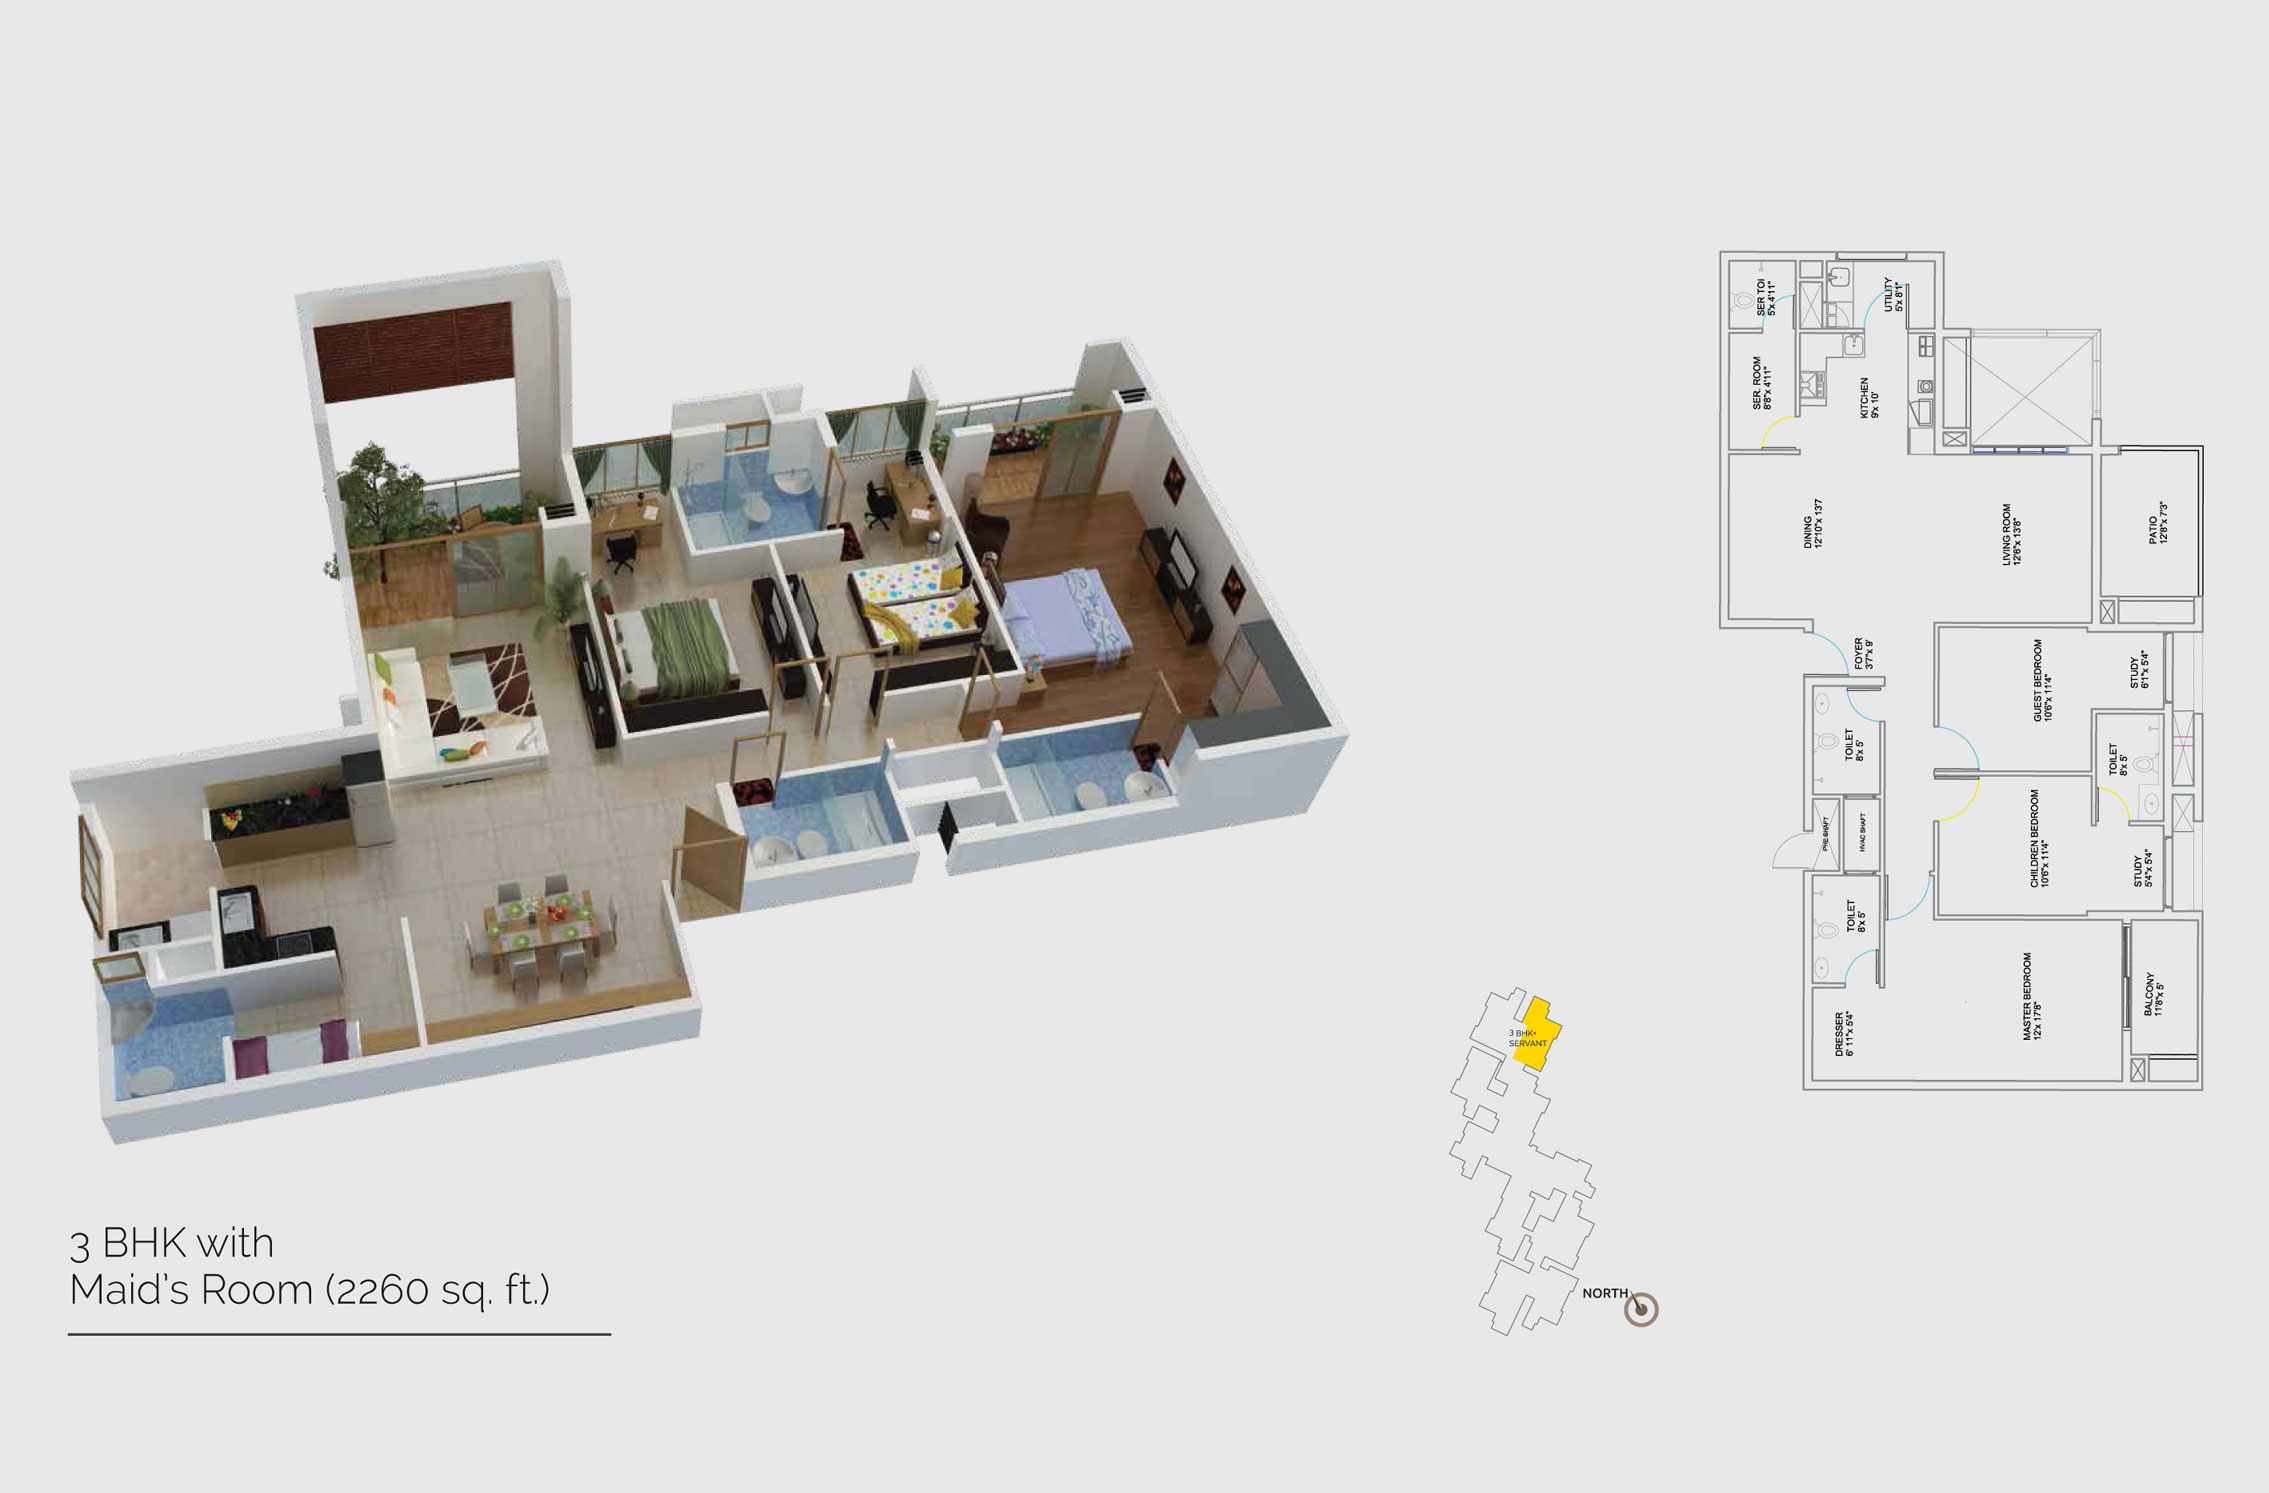 3 BHK with
Maid's Room (2260 sq. ft.)
SER TOI
5'x 4'11"
UTILITY
5'x 8'1"
SER. ROOM
8'8"x 4'11"
KITCHEN
9'x 10'
DINING
12'10"x 13'7
LIVING ROOM
12'6"x 13'8"
PATIO
12'8"x 7'3"
FOYER
3'7"x 9'
GUEST BEDROOM
10'6"x 11'4"
STUDY
6'1"x 5'4"
TOILET
8'x 5'
TOILET
8'x 5'
PHE SHAFT
HVAC SHAFT
CHILDREN BEDROOM
10'6"x 11'4"
STUDY
5'4"x 5'4"
TOILET
8'x 5'
DRESSER
6' 11"x 5'4"
MASTER BEDROOM
12'x 17'8"
BALCONY
11'8"x 5'
3 BHK+
SERVANT
NORTH